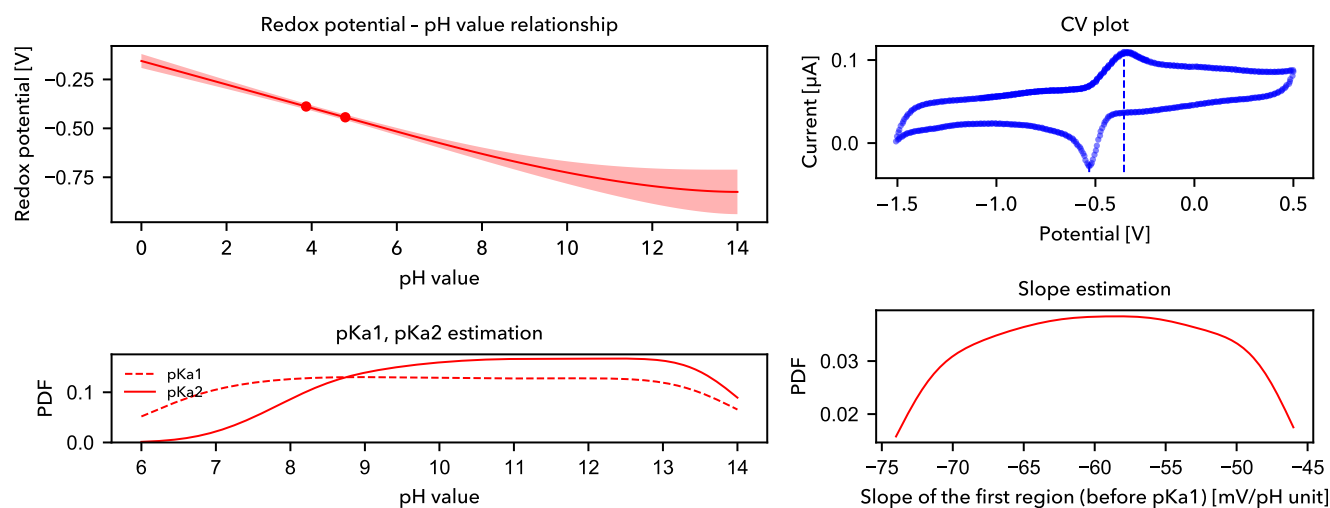 Redox potential – pH value relationship
Redox potential [V]
−0.25
−0.50
−0.75
0 2 4 6 8 10 12 14
pH value
CV plot
Current [µA]
0.1
0.0
−1.5 −1.0 −0.5 0.0 0.5
Potential [V]
pKa1, pKa2 estimation
PDF
0.1
0.0
pKa1
pKa2
6 7 8 9 10 11 12 13 14
pH value
Slope estimation
PDF
0.03
0.02
−75 −70 −65 −60 −55 −50 −45
Slope of the first region (before pKa1) [mV/pH unit]